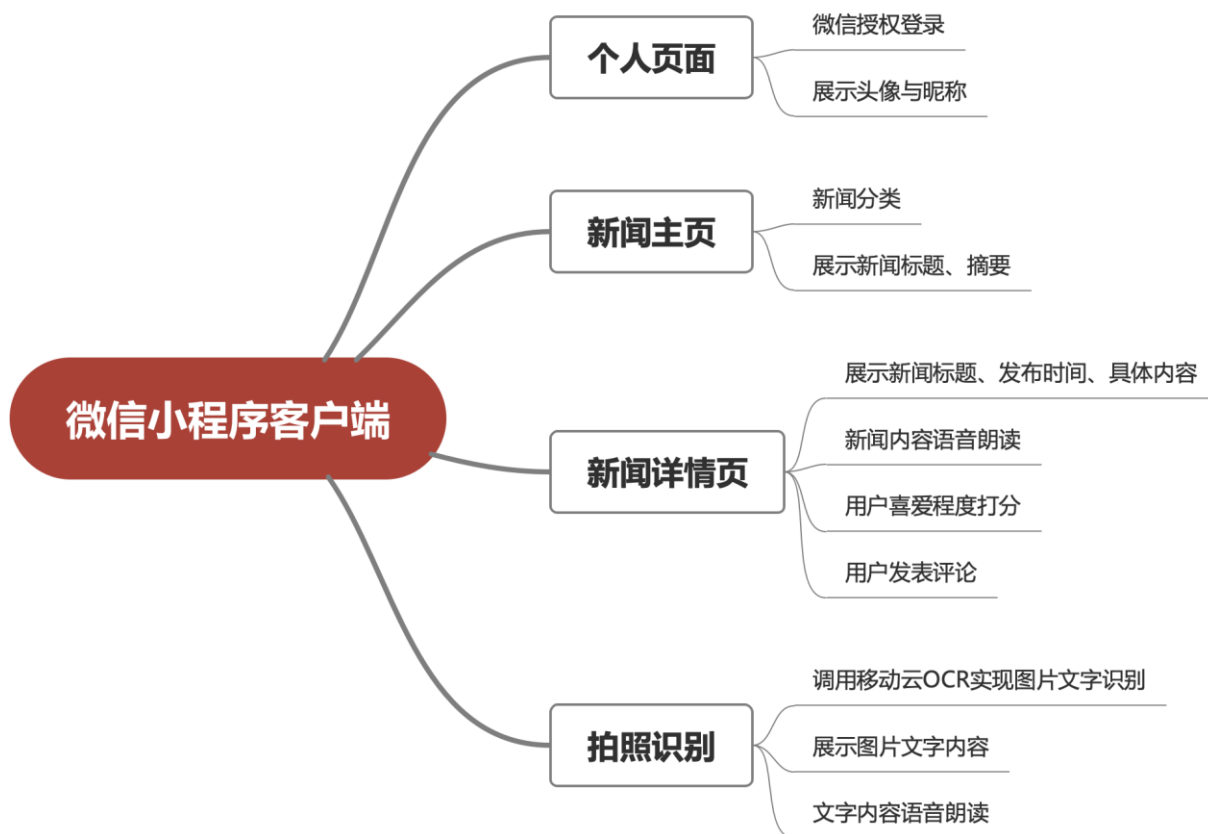 微信小程序客户端
个人页面
微信授权登录
展示头像与昵称
新闻主页
新闻分类
展示新闻标题、摘要
新闻详情页
展示新闻标题、发布时间、具体内容
新闻内容语音朗读
用户喜爱程度打分
用户发表评论
拍照识别
调用移动云OCR实现图片文字识别
展示图片文字内容
文字内容语音朗读